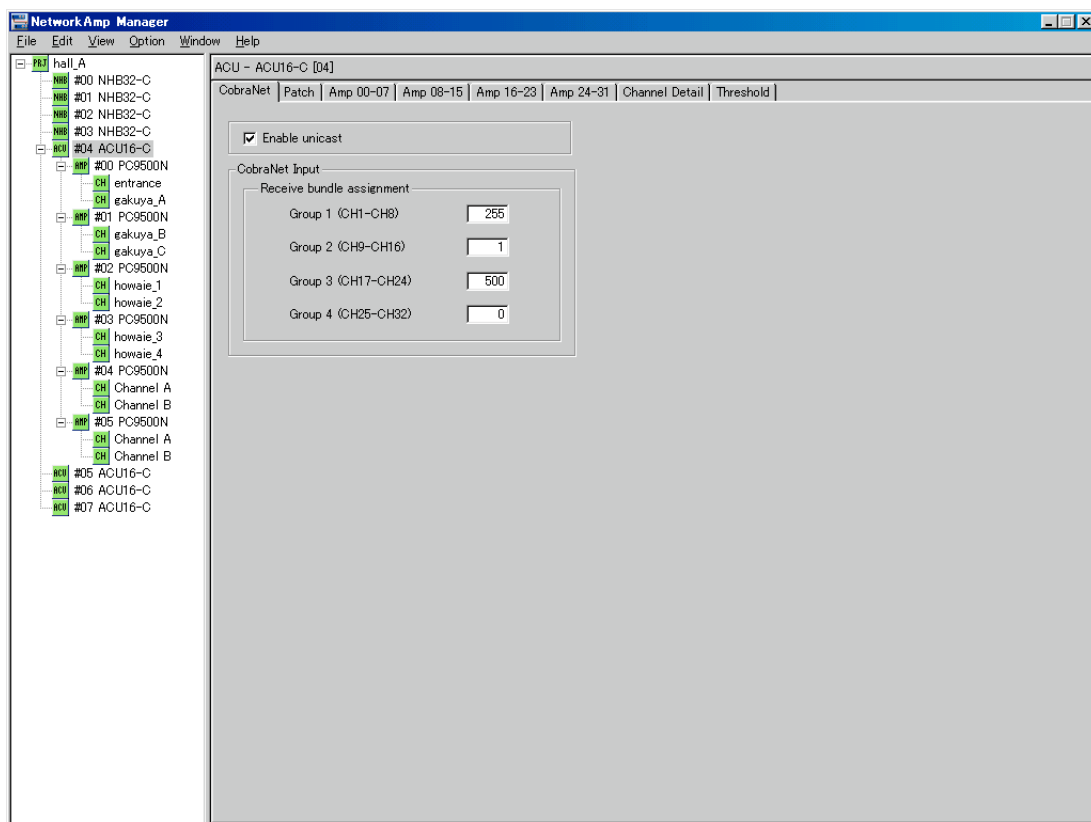 NetworkAmp Manager
File Edit View Option Window Help
PRJ hall_A
NHB #00 NHB32-C
NHB #01 NHB32-C
NHB #02 NHB32-C
NHB #03 NHB32-C
ACU #04 ACU16-C
AMP #00 PC9500N
CH entrance
CH gakuya_A
AMP #01 PC9500N
CH gakuya_B
CH gakuya_C
AMP #02 PC9500N
CH howaie_1
CH howaie_2
AMP #03 PC9500N
CH howaie_3
CH howaie_4
AMP #04 PC9500N
CH Channel A
CH Channel B
AMP #05 PC9500N
CH Channel A
CH Channel B
ACU #05 ACU16-C
ACU #06 ACU16-C
ACU #07 ACU16-C
ACU - ACU16-C [04]
CobraNet Patch Amp 00-07 Amp 08-15 Amp 16-23 Amp 24-31 Channel Detail Threshold
Enable unicast
CobraNet Input
Receive bundle assignment
Group 1 (CH1-CH8) 255
Group 2 (CH9-CH16) 1
Group 3 (CH17-CH24) 500
Group 4 (CH25-CH32) 0